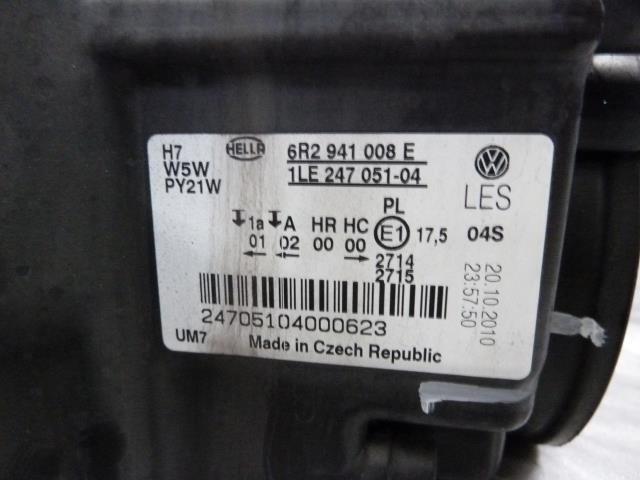 H7
W5W
PY21W
HELLA
6R2 941 008 E
1LE 247 051-04
VW
LES
PL
1a A HR HC E1 17,5 04S
01 02 00 00
2714
2715
20.10.2010
23:57:50
24705104000623
UM7 Made in Czech Republic